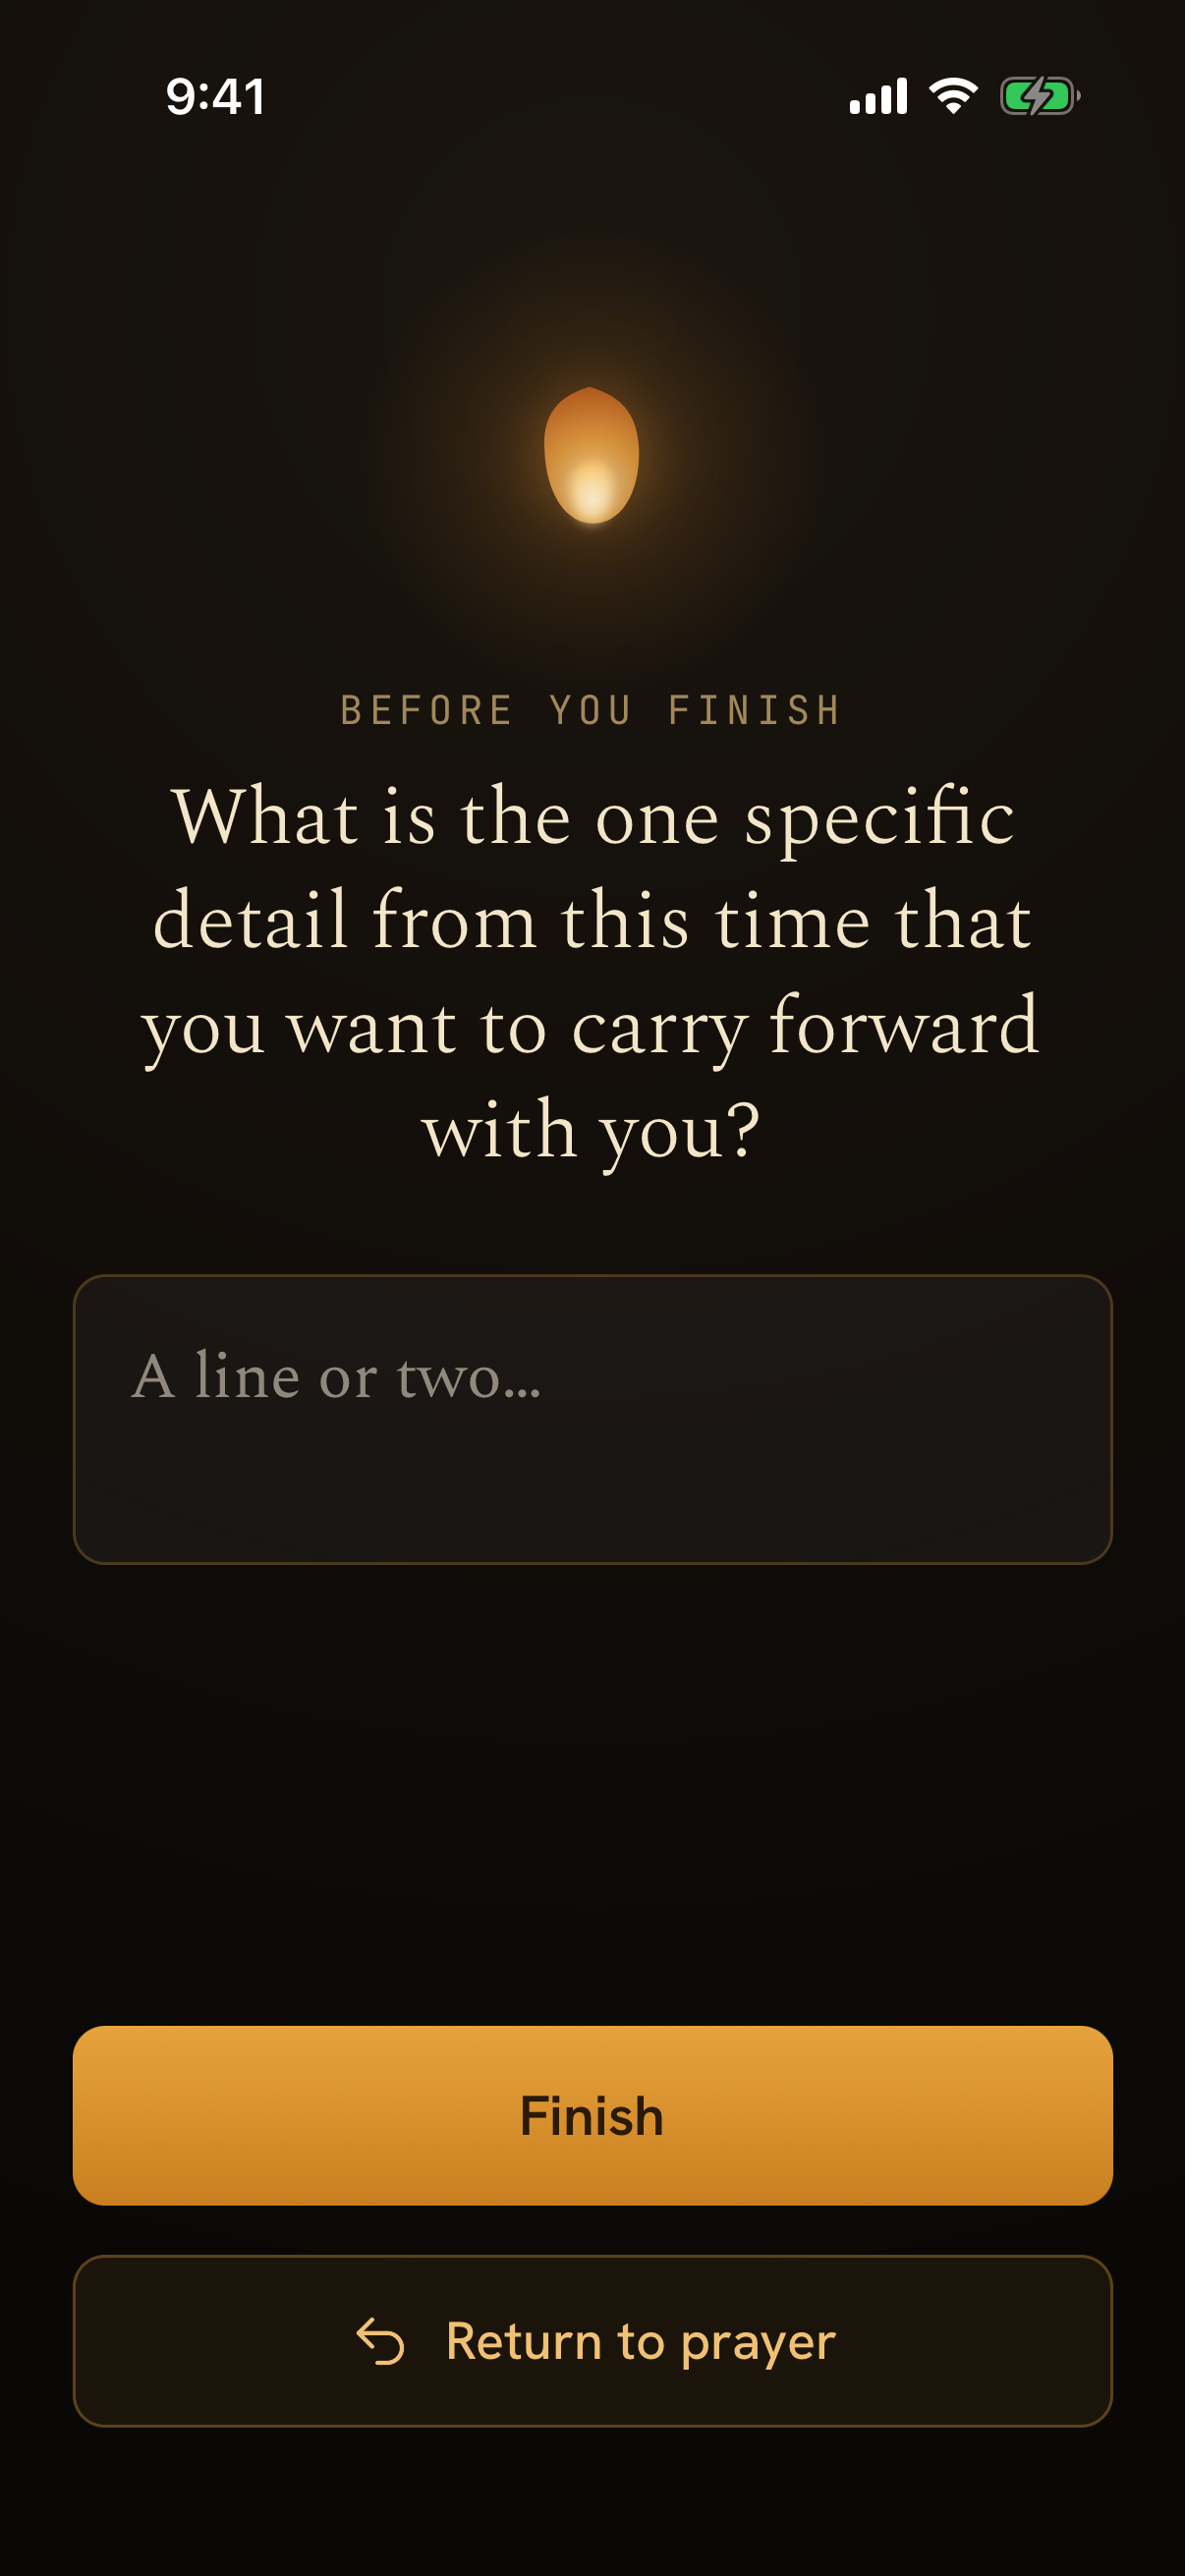 9:41
BEFORE YOU FINISH
What is the one specific
detail from this time that
you want to carry forward
with you?
A line or two...
Finish
Return to prayer